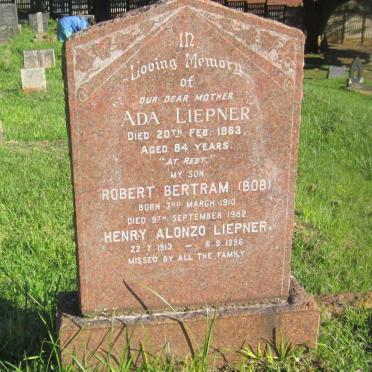 IN
Loving Memory
of
OUR DEAR MOTHER
ADA LIEPNER
DIED 20TH FEB. 1963,
AGED 84 YEARS.
"AT REST."
MY SON
ROBERT BERTRAM (BOB)
BORN 3RD MARCH 1910
DIED 9TH SEPTEMBER 1982
HENRY ALONZO LIEPNER.
22.7.1913 - 6.9.1996
MISSED BY ALL THE FAMILY